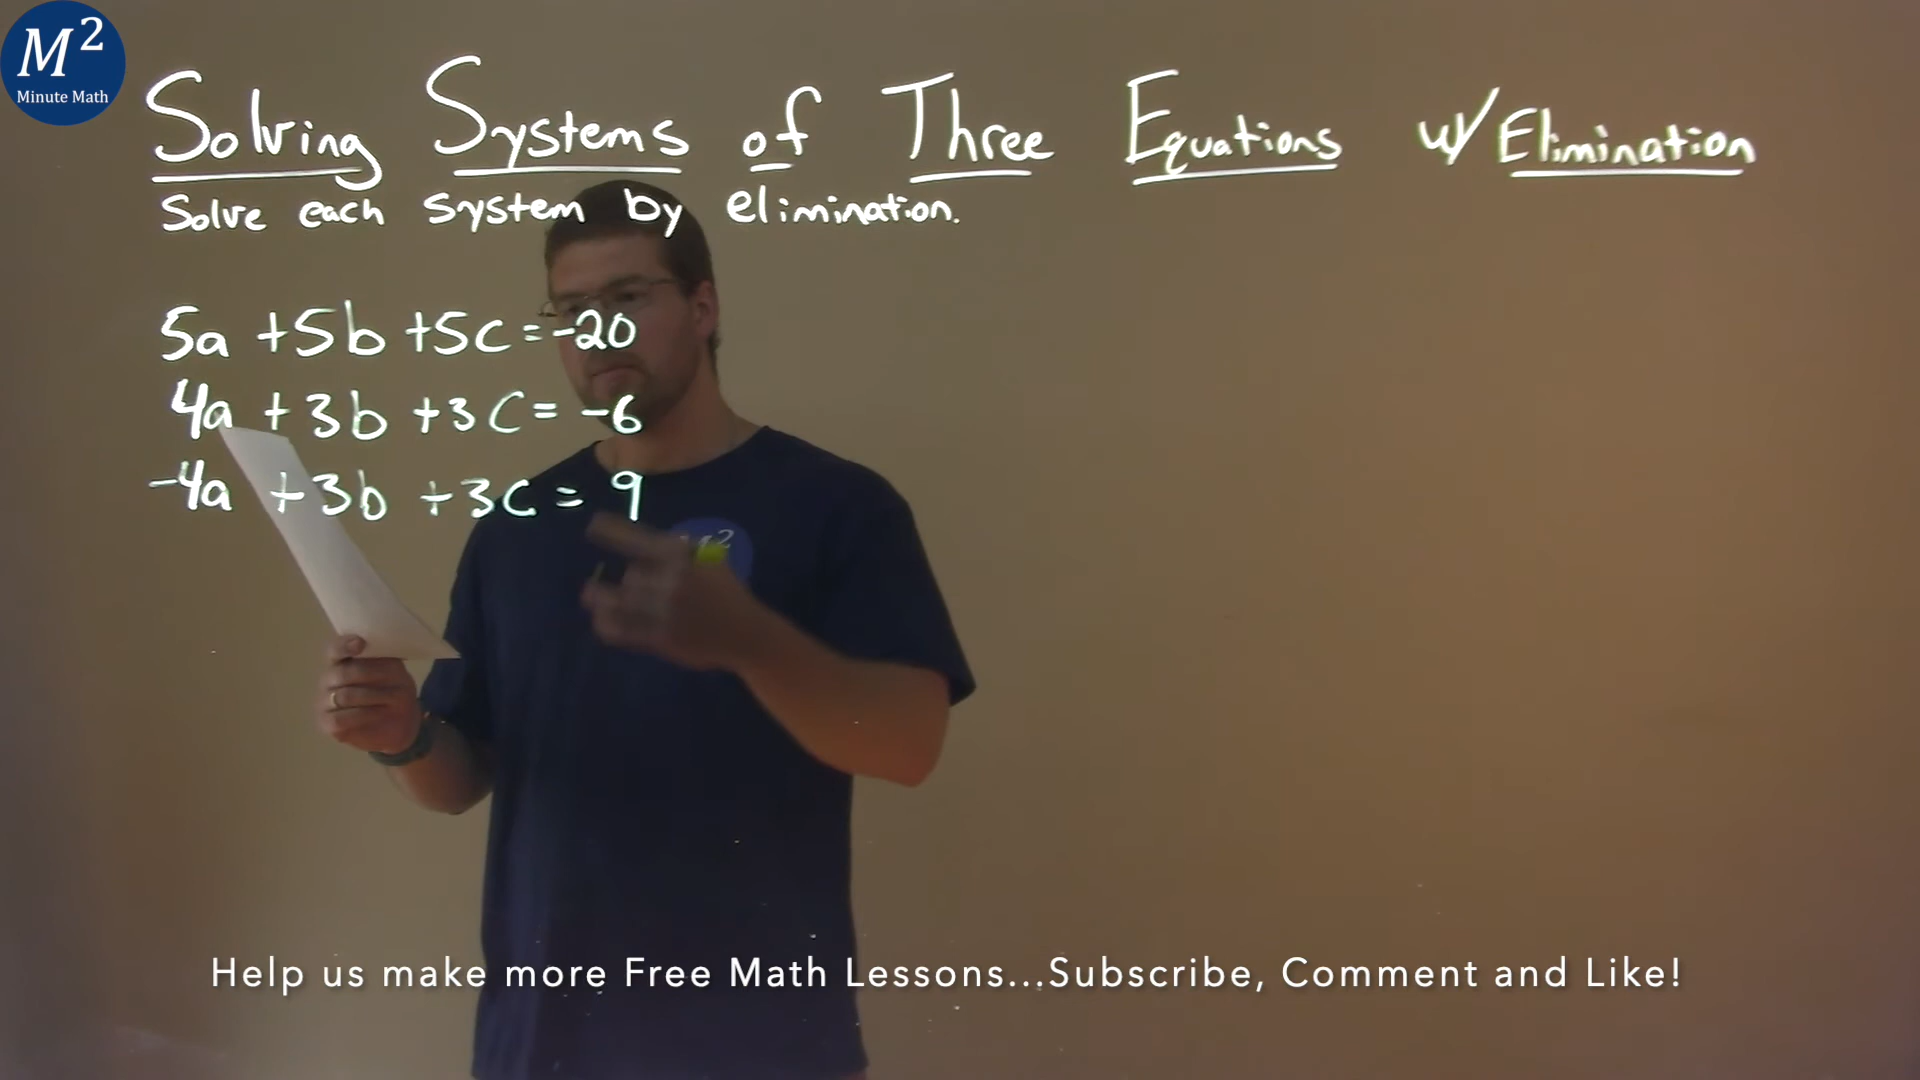 M²
Minute Math
Solving Systems of Three Equations w/ Elimination
Solve each system by elimination.
5a +5b +5c = -20
4a +3b +3c = -6
-4a +3b +3c = 9
M²
Help us make more Free Math Lessons...Subscribe, Comment and Like!